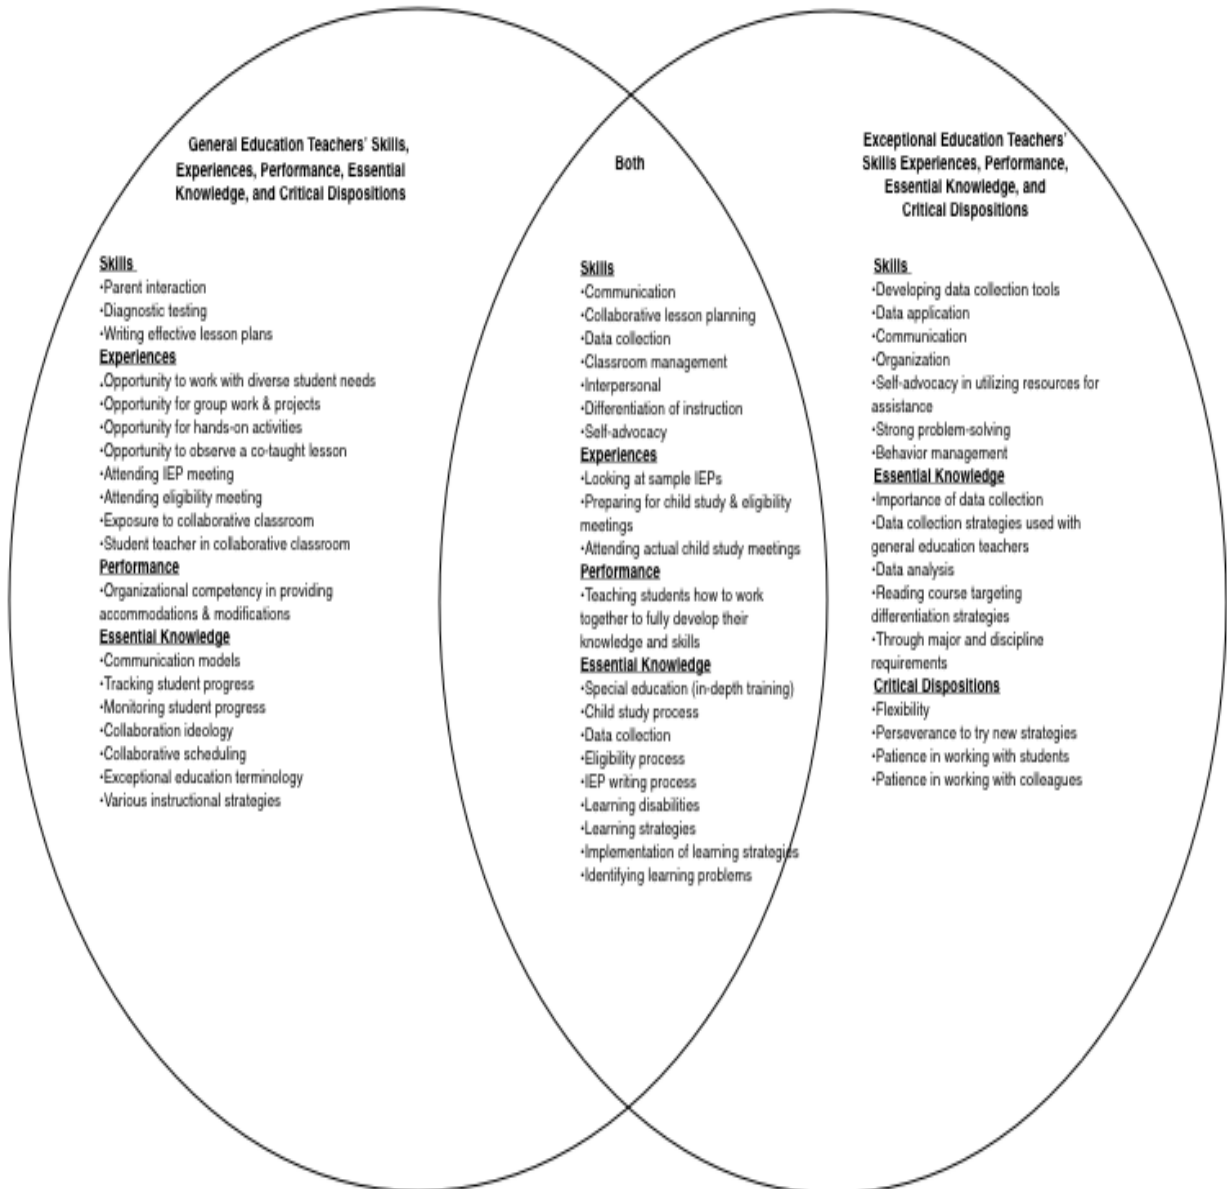 General Education Teachers' Skills,
Experiences, Performance, Essential
Knowledge, and Critical Dispositions
Skills
•Parent interaction
•Diagnostic testing
•Writing effective lesson plans
Experiences
.Opportunity to work with diverse student needs
•Opportunity for group work & projects
•Opportunity for hands-on activities
•Opportunity to observe a co-taught lesson
•Attending IEP meeting
•Attending eligibility meeting
•Exposure to collaborative classroom
•Student teacher in collaborative classroom
Performance
•Organizational competency in providing
accommodations & modifications
Essential Knowledge
•Communication models
•Tracking student progress
•Monitoring student progress
•Collaboration ideology
•Collaborative scheduling
•Exceptional education terminology
•Various instructional strategies
Both
Skills
•Communication
•Collaborative lesson planning
•Data collection
•Classroom management
•Interpersonal
•Differentiation of instruction
•Self-advocacy
Experiences
•Looking at sample IEPs
•Preparing for child study & eligibility
meetings
•Attending actual child study meetings
Performance
•Teaching students how to work
together to fully develop their
knowledge and skills
Essential Knowledge
•Special education (in-depth training)
•Child study process
•Data collection
•Eligibility process
•IEP writing process
•Learning disabilities
•Learning strategies
•Implementation of learning strategies
•Identifying learning problems
Exceptional Education Teachers'
Skills Experiences, Performance,
Essential Knowledge, and
Critical Dispositions
Skills
•Developing data collection tools
•Data application
•Communication
•Organization
•Self-advocacy in utilizing resources for
assistance
•Strong problem-solving
•Behavior management
Essential Knowledge
•Importance of data collection
•Data collection strategies used with
general education teachers
•Data analysis
•Reading course targeting
differentiation strategies
•Through major and discipline
requirements
Critical Dispositions
•Flexibility
•Perseverance to try new strategies
•Patience in working with students
•Patience in working with colleagues